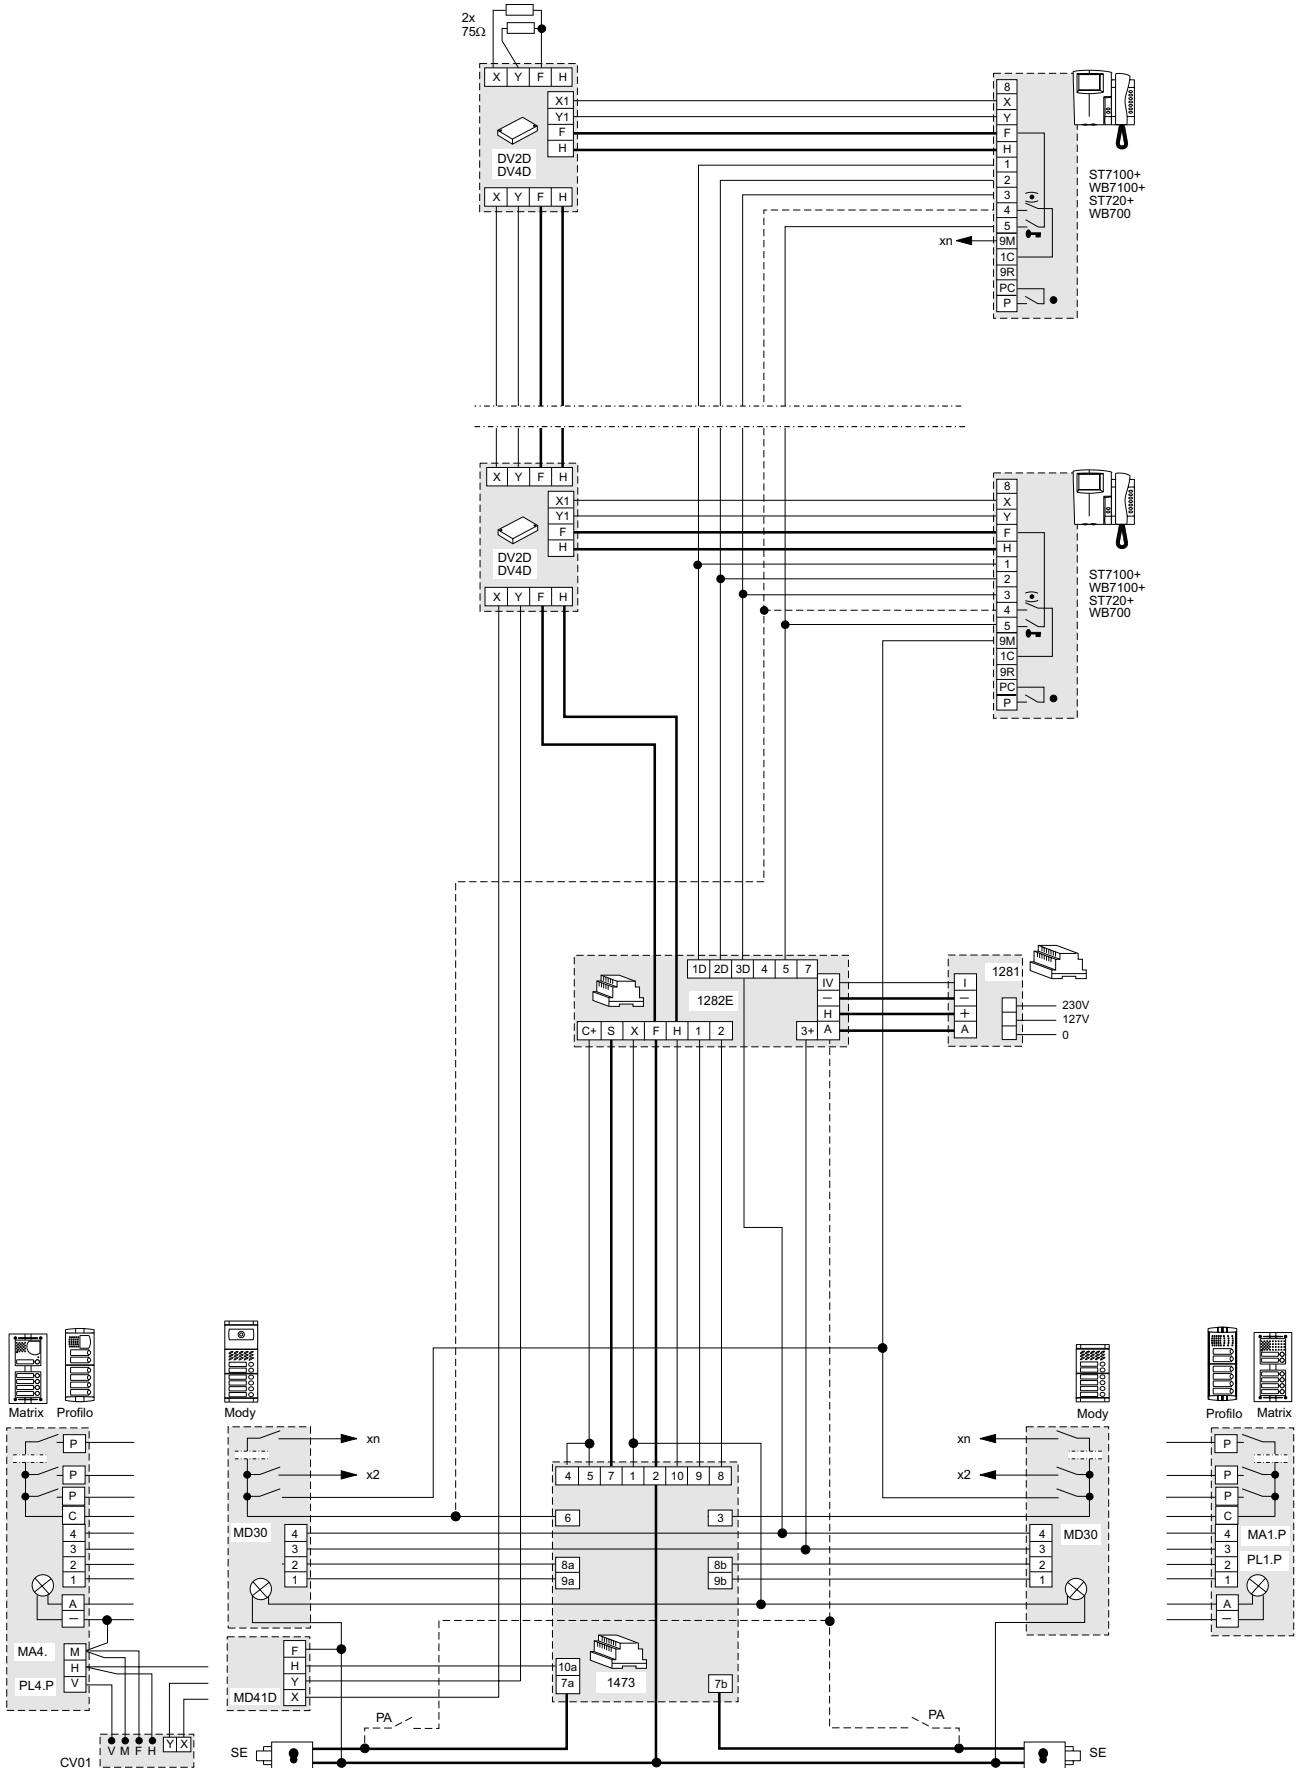 2x
75Ω
X Y F H
X1
Y1
F
H
DV2D
DV4D
X Y F H
8
X
Y
F
H
1
2
3
4
5
9M
1C
9R
PC
P
xn
ST7100+
WB7100+
ST720+
WB700
X Y F H
X1
Y1
F
H
DV2D
DV4D
X Y F H
8
X
Y
F
H
1
2
3
4
5
9M
1C
9R
PC
P
ST7100+
WB7100+
ST720+
WB700
1D 2D 3D 4 5 7
1282E
IV
—
H
3+ A
C+ S X F H 1 2
1281
I
—
+
A
230V
127V
0
Matrix Profilo
Mody
Mody
Profilo Matrix
P
P
P
C
4
3
2
1
A
—
MA4.
PL4.P
M
H
V
CV01
V M F H Y X
xn
x2
MD30
4
3
2
1
F
H
Y
X
MD41D
4 5 7 1 2 10 9 8
6
3
8a
9a
8b
9b
10a
7a
7b
1473
xn
x2
4
3
2
1
MD30
P
P
P
C
4
3
2
1
A
—
MA1.P
PL1.P
PA
PA
SE
SE